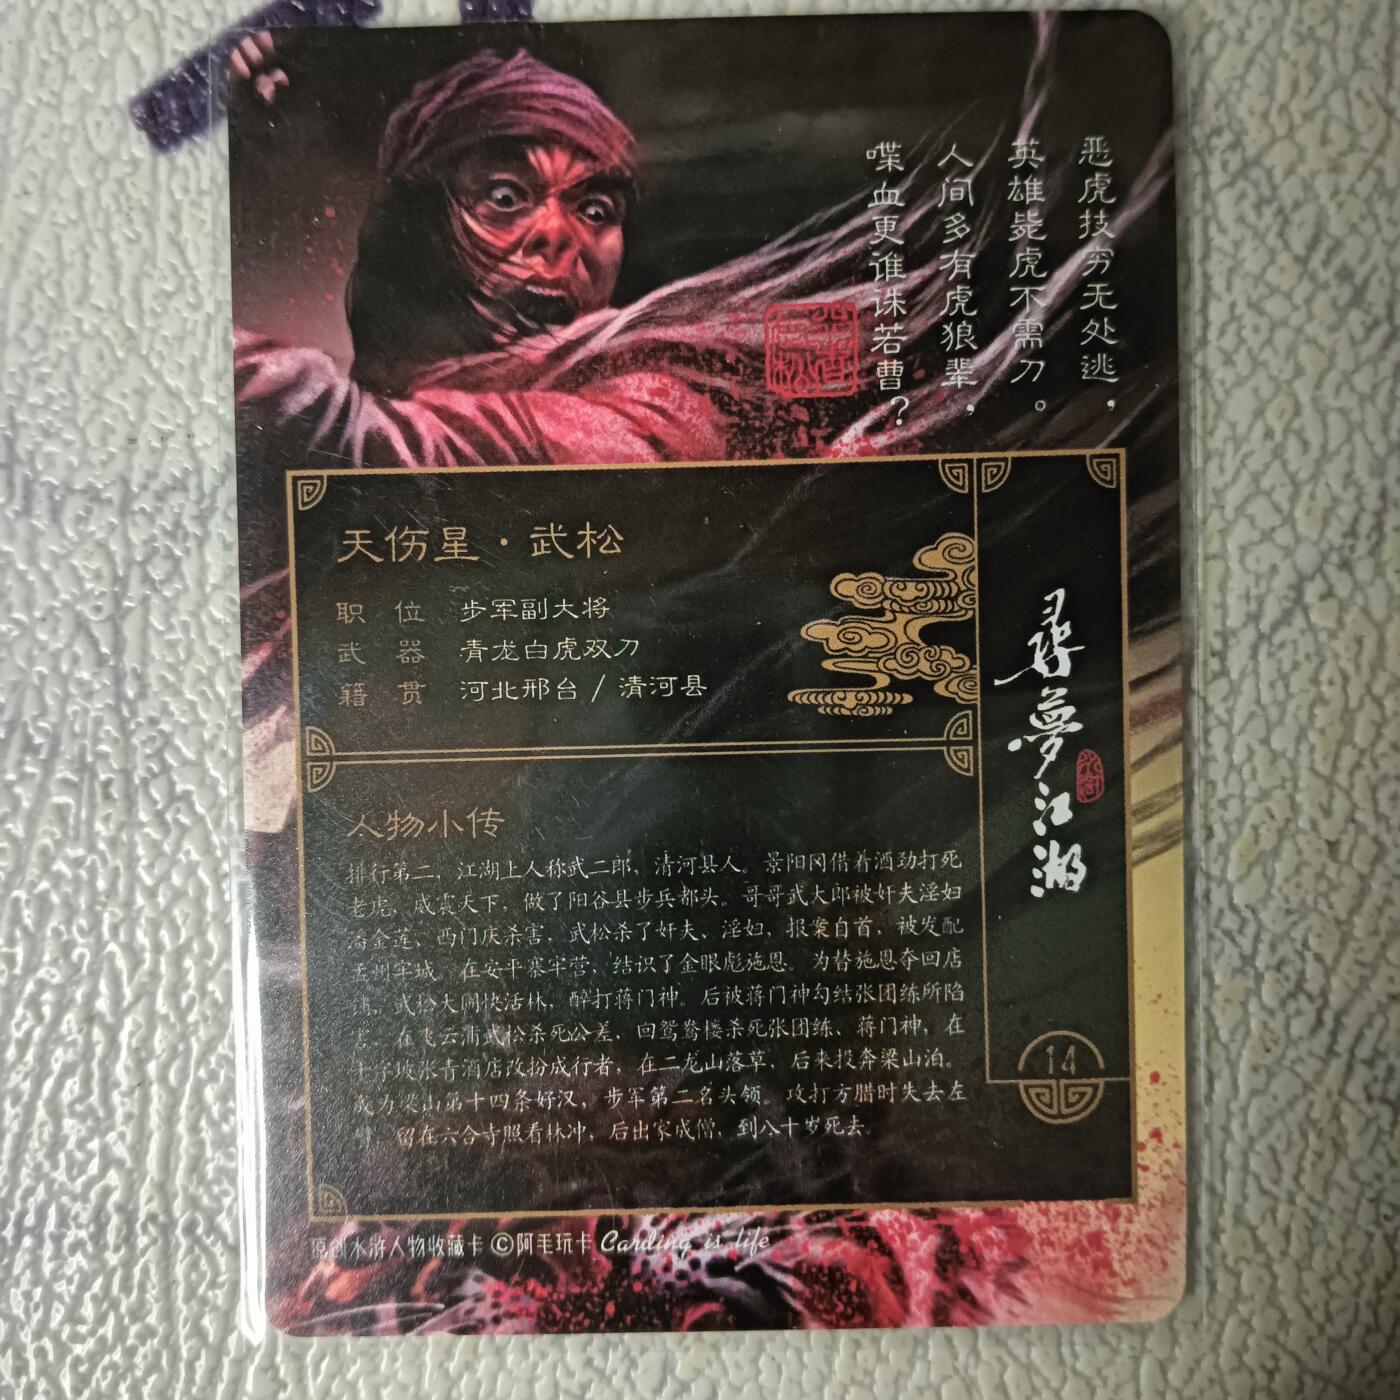 恶虎技穷无处逃，
英雄毙虎不需刀。
人间多有虎狼辈，
喋血更谁诛若曹？
天伤星·武松
职 位 步军副大将
武 器 青龙白虎双刀
籍 贯 河北邢台/清河县
尋夢江湖
人物小传
排行第二，江湖上人称武二郎，清河县人。景阳冈借着酒劲打死
老虎，威震天下，做了阳谷县步兵都头。哥哥武大郎被奸夫淫妇
潘金莲、西门庆杀害，武松杀了奸夫、淫妇，报案自首，被发配
孟州牢城。在安平寨牢营，结识了金眼彪施恩。为替施恩夺回店
铺，武松大闹快活林，醉打蒋门神。后被蒋门神勾结张团练所陷
害。在飞云浦武松杀死公差，回鸳鸯楼杀死张团练、蒋门神，在
十字坡张青酒店改扮成行者，在二龙山落草，后来投奔梁山泊。
成为梁山第十四条好汉，步军第二名头领。攻打方腊时失去左
留在六合寺照看林冲，后出家成僧，到八十岁死去。
14
原创水浒人物收藏卡 ©阿毛玩卡 Carding is life